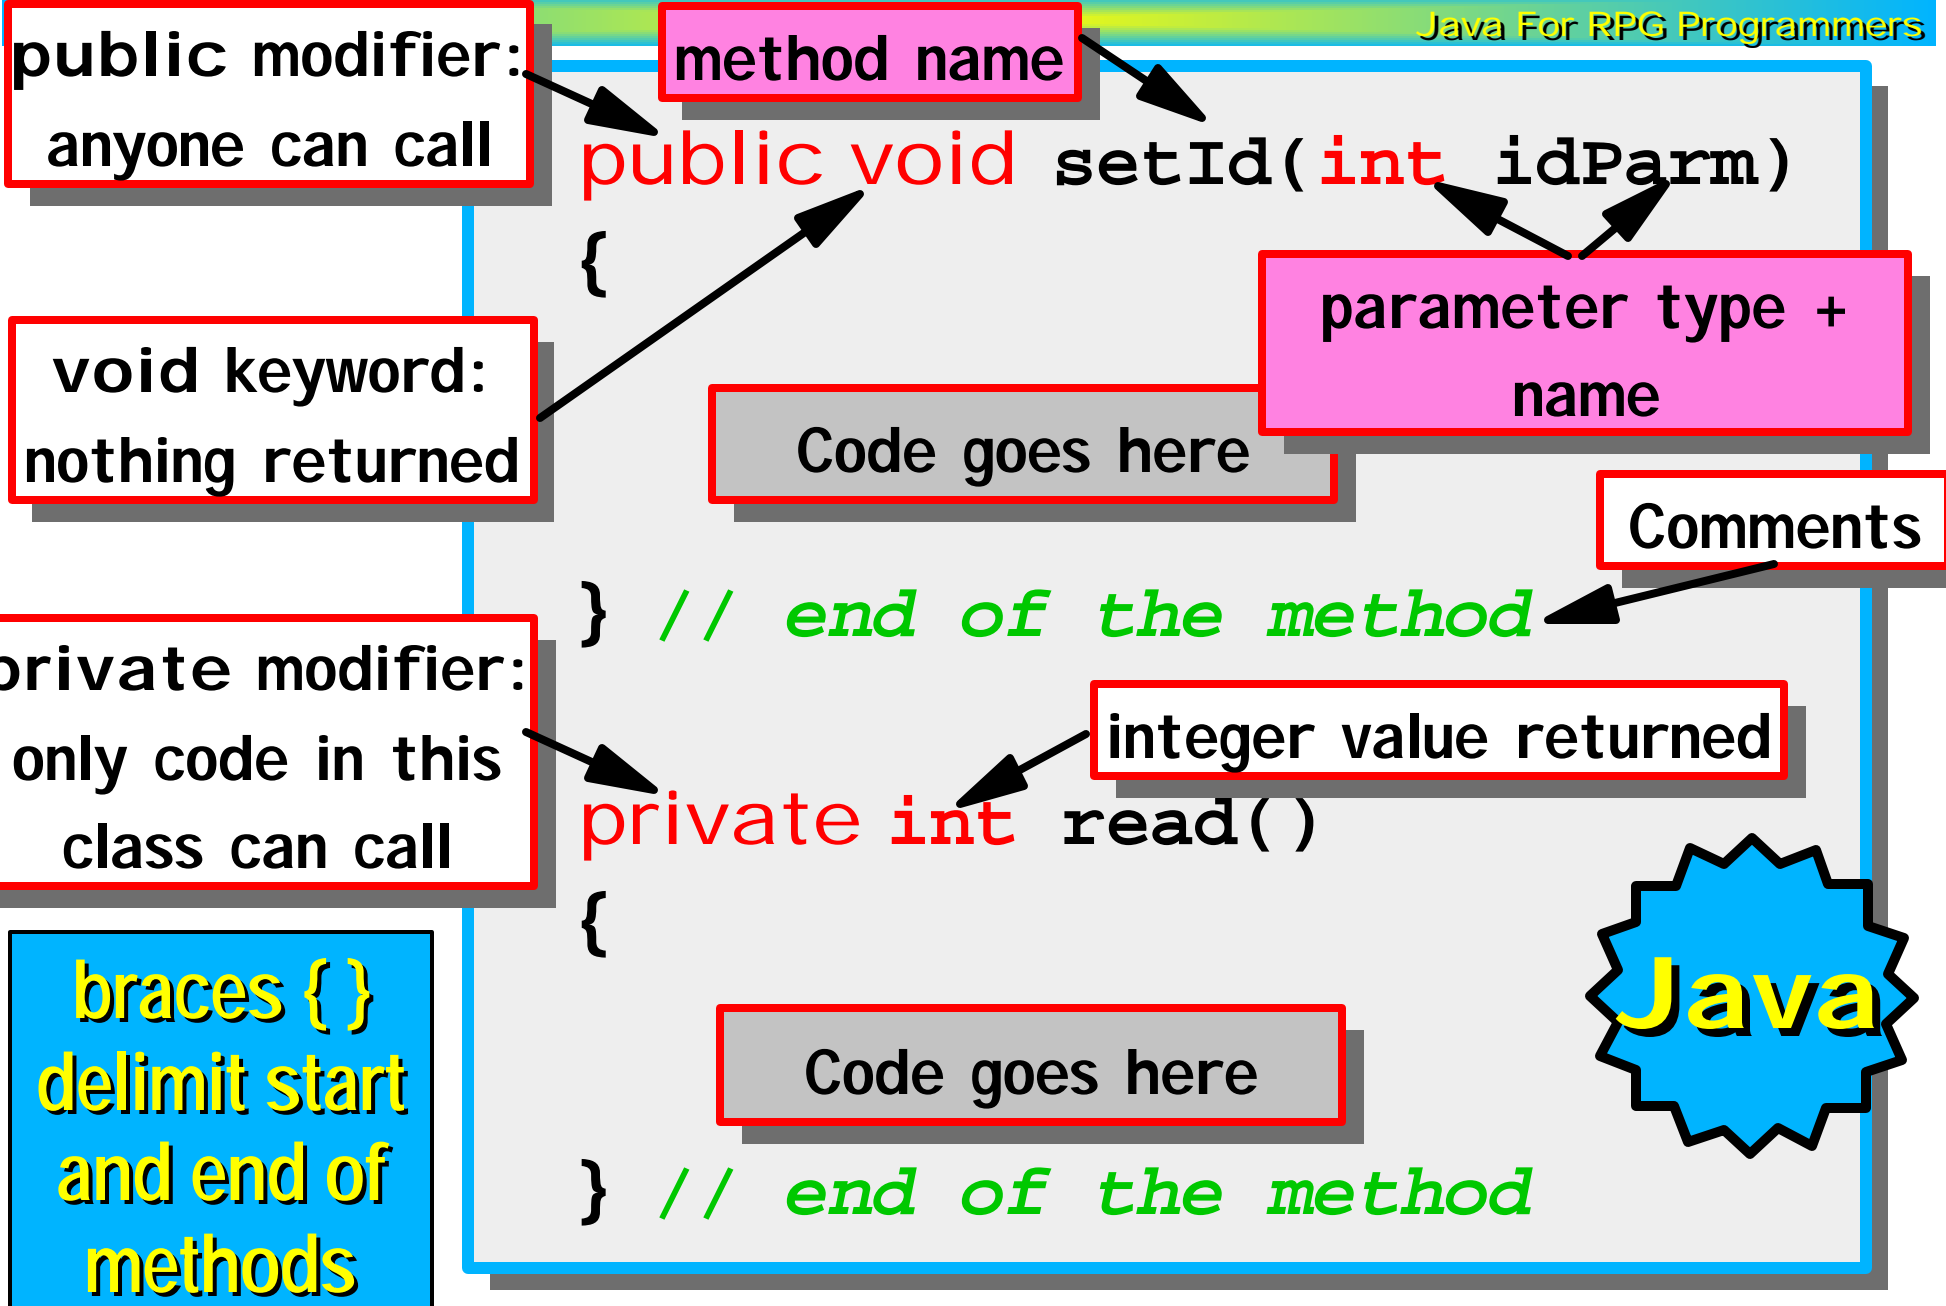 Java For RPG Programmers
public modifier:
anyone can call
method name
public void setId(int idParm)
{
parameter type +
name
void keyword:
nothing returned
Code goes here
Comments
} // end of the method
private modifier:
only code in this
class can call
integer value returned
private int read()
{
braces { }
delimit start
and end of
methods
Java
Code goes here
} // end of the method